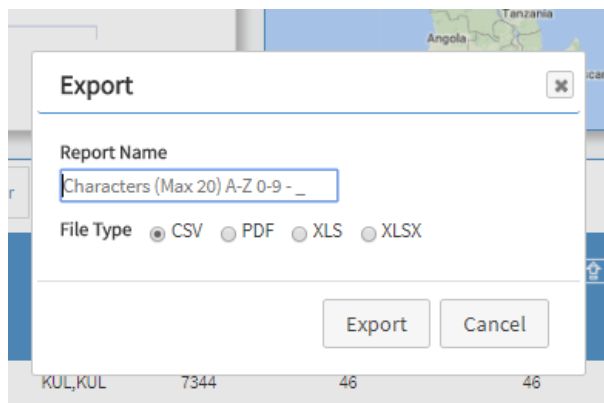 Tanzania
Angola
Export
Report Name
Characters (Max 20) A-Z 0-9 - _
File Type CSV PDF XLS XLSX
Export Cancel
KUL,KUL 7344 46 46